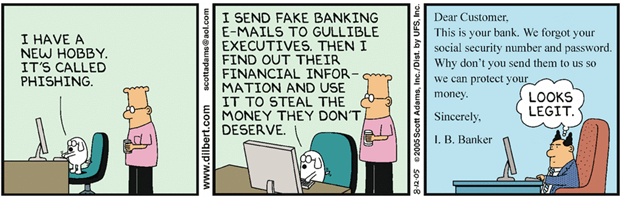 I HAVE A
NEW HOBBY.
IT'S CALLED
PHISHING.
scottadams@aol.com
www.dilbert.com
I SEND FAKE BANKING
E-MAILS TO GULLIBLE
EXECUTIVES. THEN I
FIND OUT THEIR
FINANCIAL INFOR-
MATION AND USE
IT TO STEAL THE
MONEY THEY DON'T
DESERVE.
8-12-05 © 2005 Scott Adams, Inc./Dist. by UFS, Inc.
Dear Customer,
This is your bank. We forgot your
social security number and password.
Why don't you send them to us so
we can protect your
money.
Sincerely,
I. B. Banker
LOOKS
LEGIT.